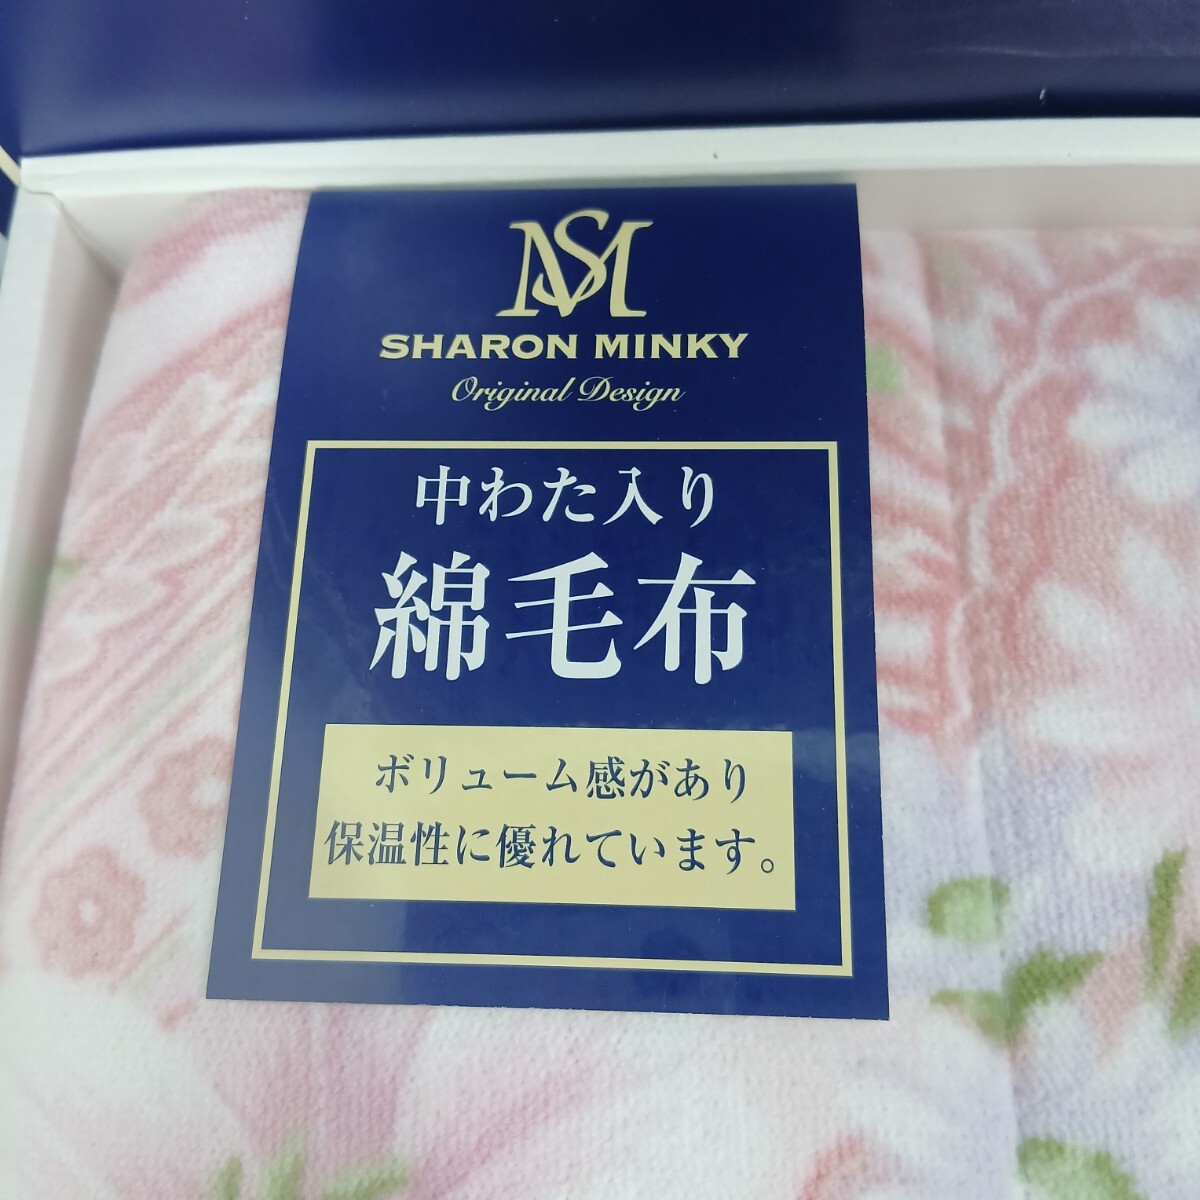 SM
SHARON MINKY
Original Design
中わた入り
綿毛布
ボリューム感があり
保温性に優れています。